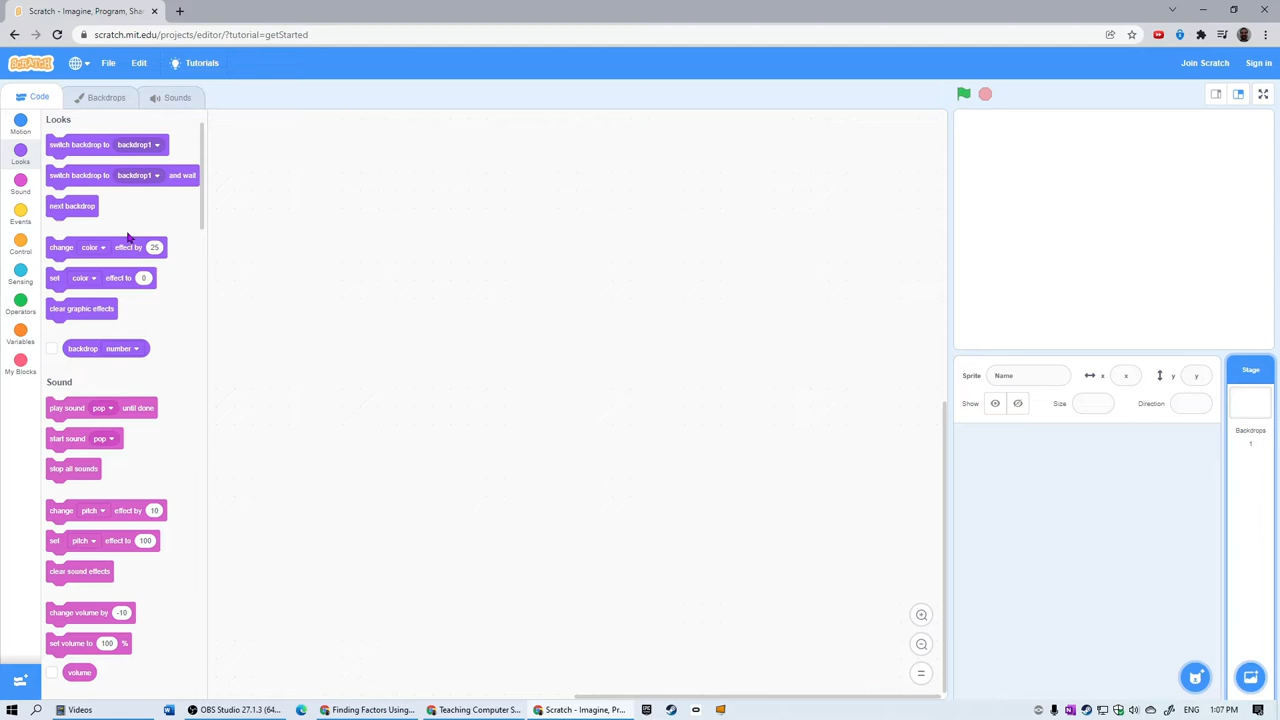 Scratch - Imagine, Program, Sha
scratch.mit.edu/projects/editor/?tutorial=getStarted
SCRATCH
File
Edit
Tutorials
Join Scratch
Sign in
Code
Backdrops
Sounds
Motion
Looks
Sound
Events
Control
Sensing
Operators
Variables
My Blocks
Looks
switch backdrop to backdrop1
switch backdrop to backdrop1 and wait
next backdrop
change color effect by 25
set color effect to 0
clear graphic effects
backdrop number
Sound
play sound pop until done
start sound pop
stop all sounds
change pitch effect by 10
set pitch effect to 100
clear sound effects
change volume by -10
set volume to 100 %
volume
Sprite Name x x y y
Show Size Direction
Stage
Backdrops
1
Videos
OBS Studio 27.1.3 (64-bit...
Finding Factors Using...
Teaching Computer S...
Scratch - Imagine, Pro...
ENG
1:07 PM